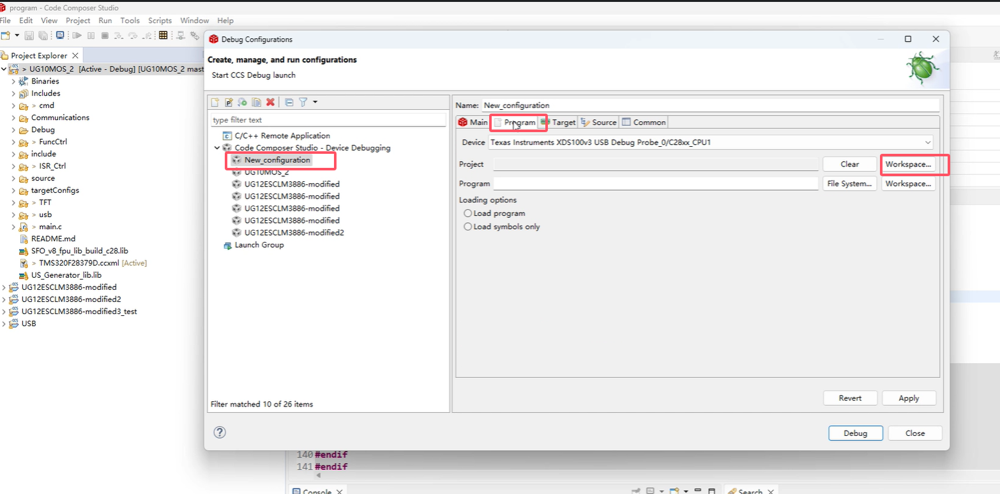 program - Code Composer Studio
File Edit View Project Run Tools Scripts Window Help
Project Explorer
> UG10MOS_2 [Active - Debug] [UG10MOS_2 mast
Binaries
Includes
> cmd
Communications
Debug
> FuncCtrl
include
> ISR_Ctrl
source
targetConfigs
> TFT
> usb
> main.c
README.md
SFO_v8_fpu_lib_build_c28.lib
> TMS320F28379D.ccxml [Active]
US_Generator_lib.lib
UG12ESCLM3886-modified
UG12ESCLM3886-modified2
UG12ESCLM3886-modified3_test
USB
Debug Configurations
Create, manage, and run configurations
Start CCS Debug launch
type filter text
C/C++ Remote Application
Code Composer Studio - Device Debugging
New_configuration
UG10MOS_2
UG12ESCLM3886-modified
UG12ESCLM3886-modified
UG12ESCLM3886-modified
UG12ESCLM3886-modified
UG12ESCLM3886-modified2
Launch Group
Filter matched 10 of 26 items
Name: New_configuration
Main Program Target Source Common
Device Texas Instruments XDS100v3 USB Debug Probe_0/C28xx_CPU1
Project Clear Workspace...
Program File System... Workspace...
Loading options
Load program
Load symbols only
Revert Apply
Debug Close
140 #endif
141 #endif
Console Search